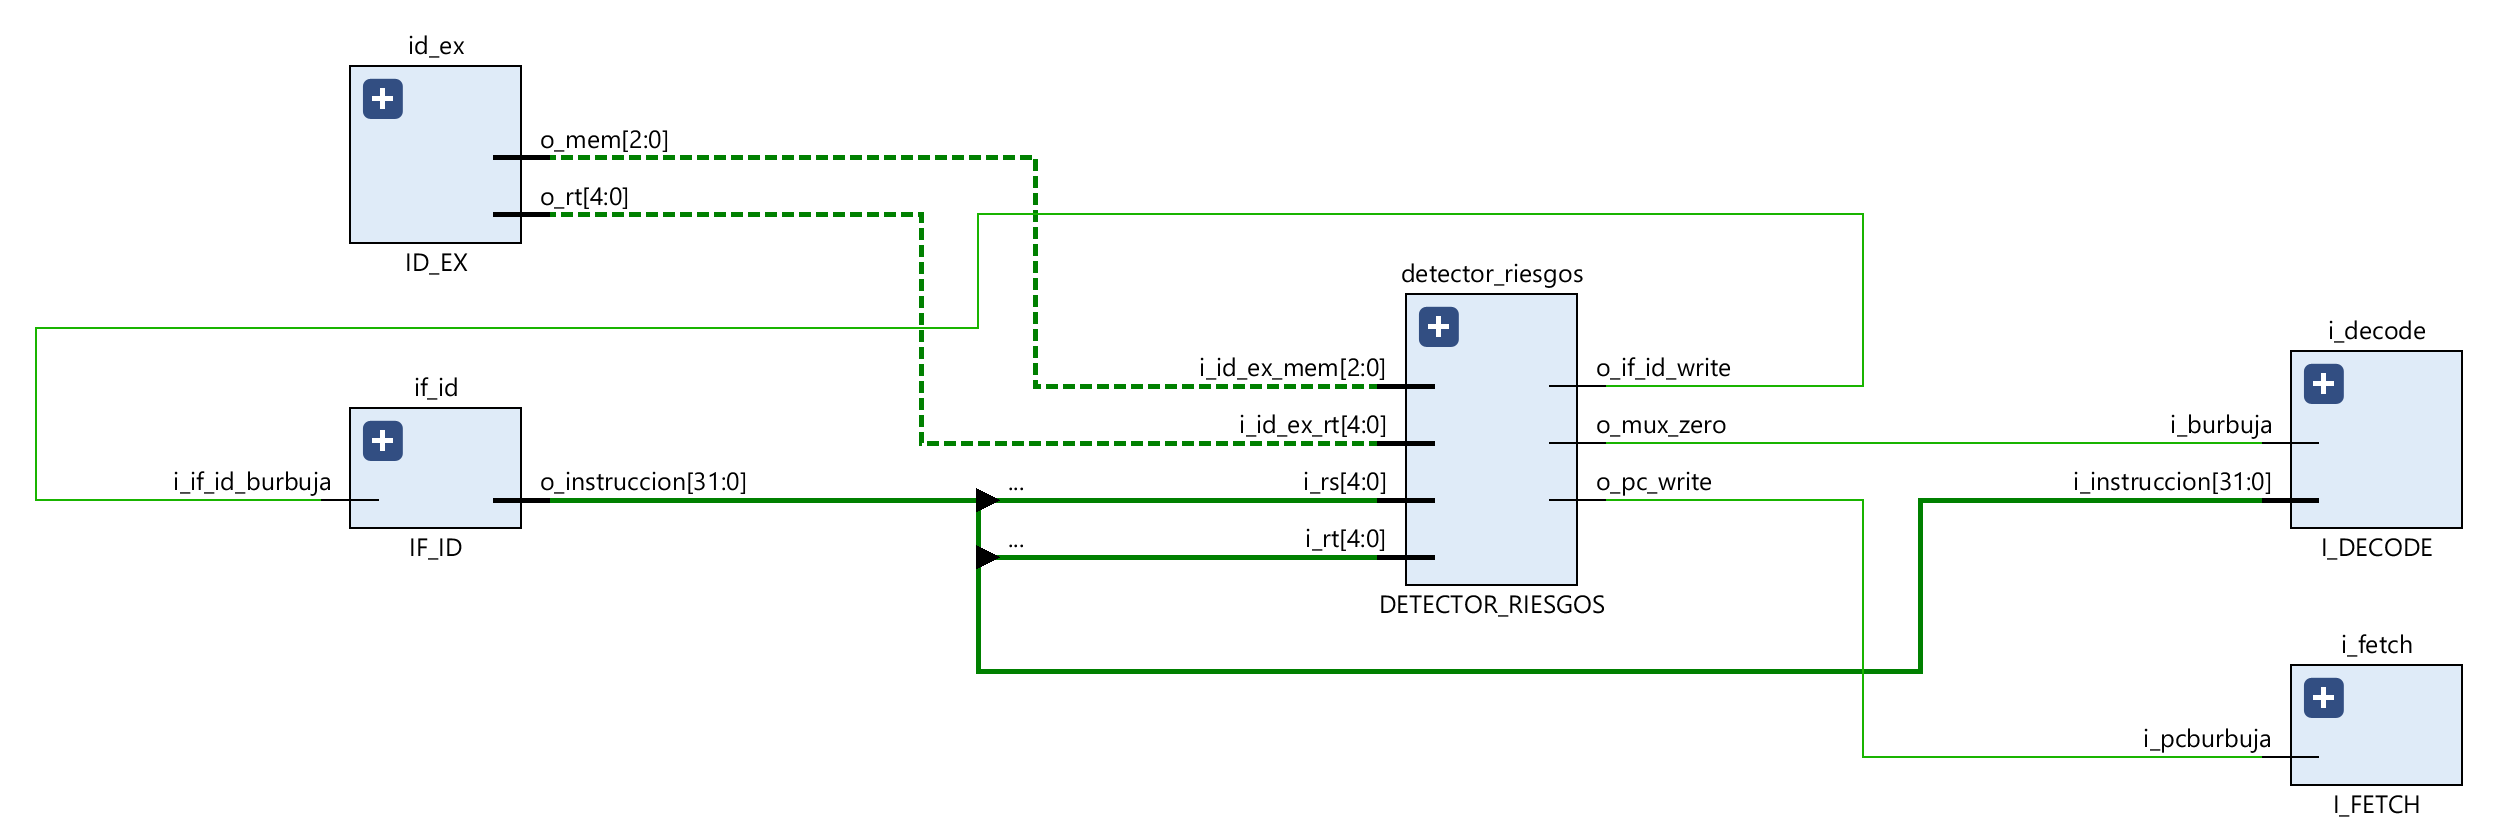 id_ex
o_mem[2:0]
o_rt[4:0]
ID_EX
if_id
i_if_id_burbuja
o_instruccion[31:0]
IF_ID
...
...
detector_riesgos
i_id_ex_mem[2:0]
i_id_ex_rt[4:0]
i_rs[4:0]
i_rt[4:0]
o_if_id_write
o_mux_zero
o_pc_write
DETECTOR_RIESGOS
i_decode
i_burbuja
i_instruccion[31:0]
I_DECODE
i_fetch
i_pcburbuja
I_FETCH